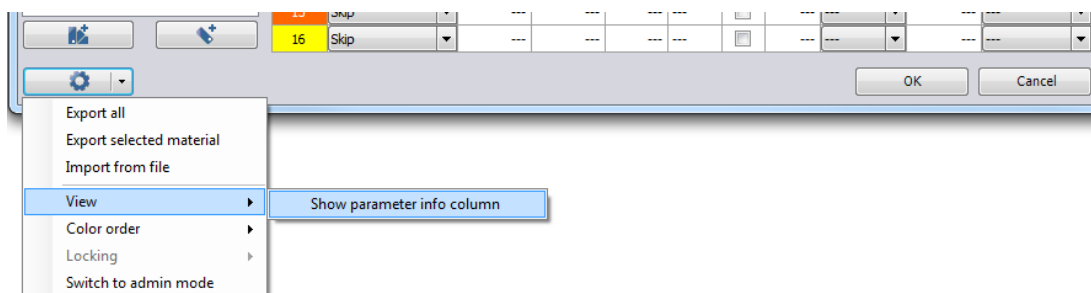 15 Skip --- --- --- --- --- --- --- ---
16 Skip --- --- --- --- --- --- --- ---
OK Cancel
Export all
Export selected material
Import from file
View
Show parameter info column
Color order
Locking
Switch to admin mode